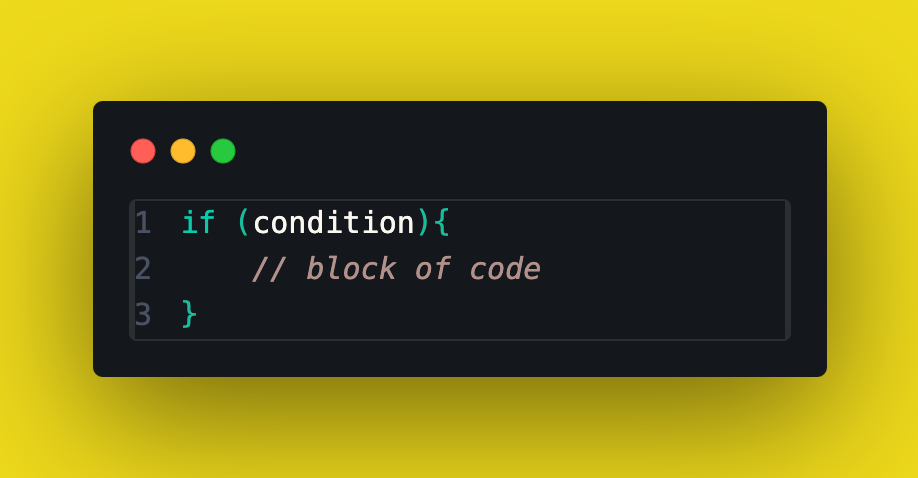 1 if (condition){
2     // block of code
3 }